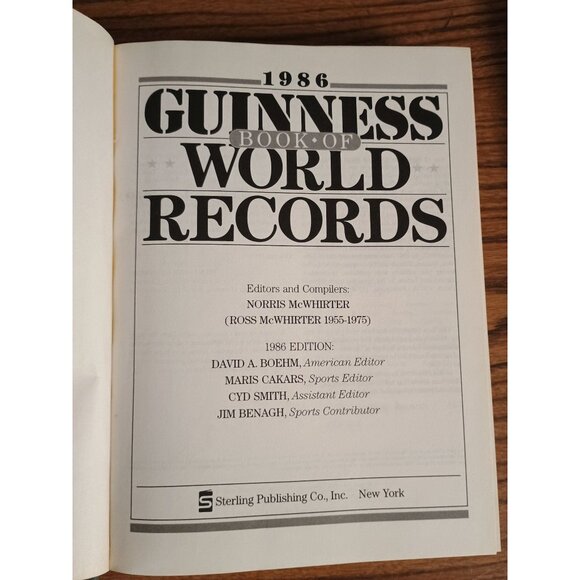 1986
GUINNESS
BOOK • OF
WORLD
RECORDS
Editors and Compilers:
NORRIS McWHIRTER
(ROSS McWHIRTER 1955-1975)
1986 EDITION:
DAVID A. BOEHM, American Editor
MARIS CAKARS, Sports Editor
CYD SMITH, Assistant Editor
JIM BENAGH, Sports Contributor
Sterling Publishing Co., Inc. New York